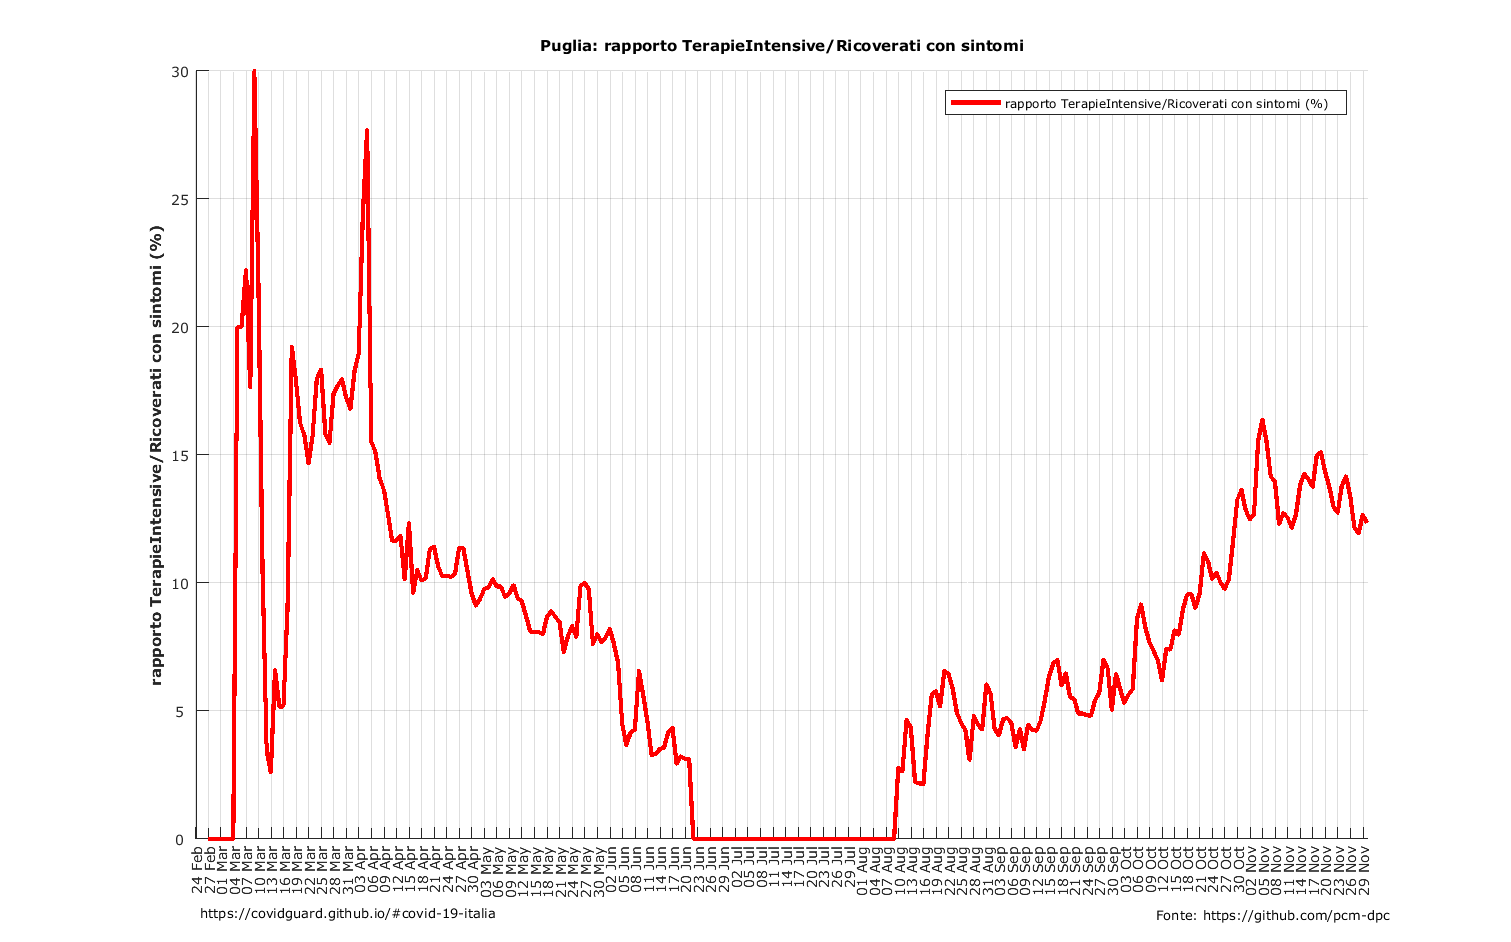 Puglia: rapporto TerapieIntensive/Ricoverati con sintomi
rapporto TerapieIntensive/Ricoverati con sintomi (%)
rapporto TerapieIntensive/Ricoverati con sintomi (%)
30
25
20
15
10
5
0
24 Feb
27 Feb
01 Mar
04 Mar
07 Mar
10 Mar
13 Mar
16 Mar
19 Mar
22 Mar
25 Mar
28 Mar
31 Mar
03 Apr
06 Apr
09 Apr
12 Apr
15 Apr
18 Apr
21 Apr
24 Apr
27 Apr
30 Apr
03 May
06 May
09 May
12 May
15 May
18 May
21 May
24 May
27 May
30 May
02 Jun
05 Jun
08 Jun
11 Jun
14 Jun
17 Jun
20 Jun
23 Jun
26 Jun
29 Jun
02 Jul
05 Jul
08 Jul
11 Jul
14 Jul
17 Jul
20 Jul
23 Jul
26 Jul
29 Jul
01 Aug
04 Aug
07 Aug
10 Aug
13 Aug
16 Aug
19 Aug
22 Aug
25 Aug
28 Aug
31 Aug
03 Sep
06 Sep
09 Sep
12 Sep
15 Sep
18 Sep
21 Sep
24 Sep
27 Sep
30 Sep
03 Oct
06 Oct
09 Oct
12 Oct
15 Oct
18 Oct
21 Oct
24 Oct
27 Oct
30 Oct
02 Nov
05 Nov
08 Nov
11 Nov
14 Nov
17 Nov
20 Nov
23 Nov
26 Nov
29 Nov
https://covidguard.github.io/#covid-19-italia
Fonte: https://github.com/pcm-dpc